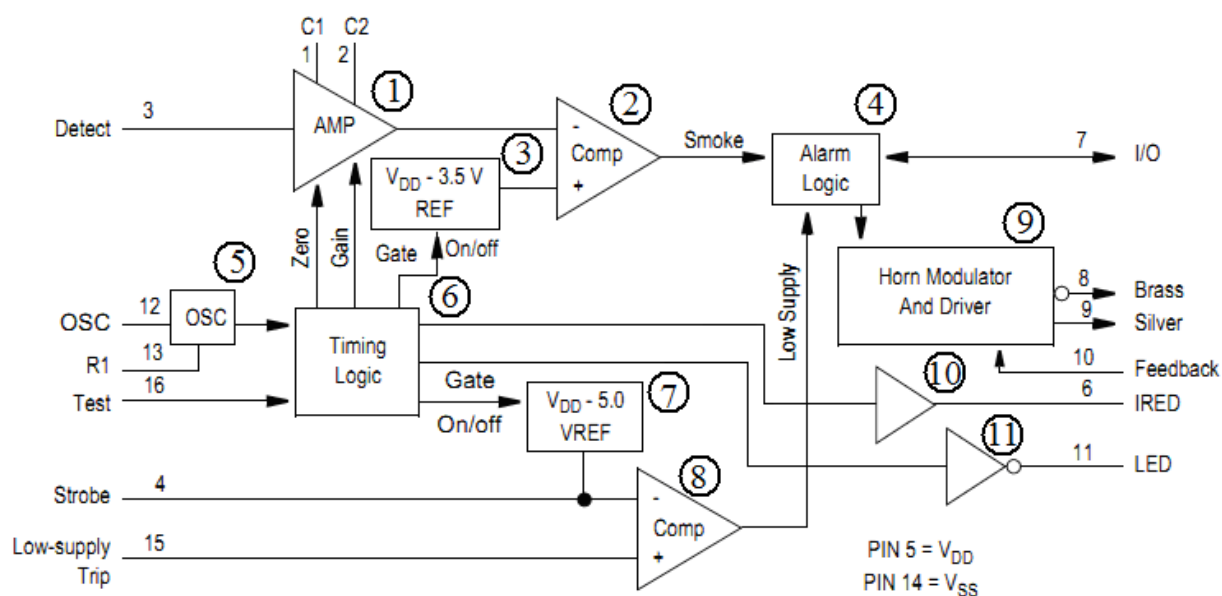 C1
C2
1
2
①
②
④
3
Detect
AMP
-
Comp
+
③
Smoke
Alarm
Logic
7
I/O
VDD - 3.5 V
REF
Zero
Gain
Gate
On/off
Low Supply
⑤
⑥
⑨
Horn Modulator
And Driver
8
Brass
9
Silver
12
OSC
OSC
13
R1
16
Test
Timing
Logic
10
Feedback
⑩
6
IRED
Gate
On/off
⑦
VDD - 5.0
VREF
⑪
11
LED
4
Strobe
⑧
-
Comp
+
15
Low-supply
Trip
PIN 5 = VDD
PIN 14 = VSS